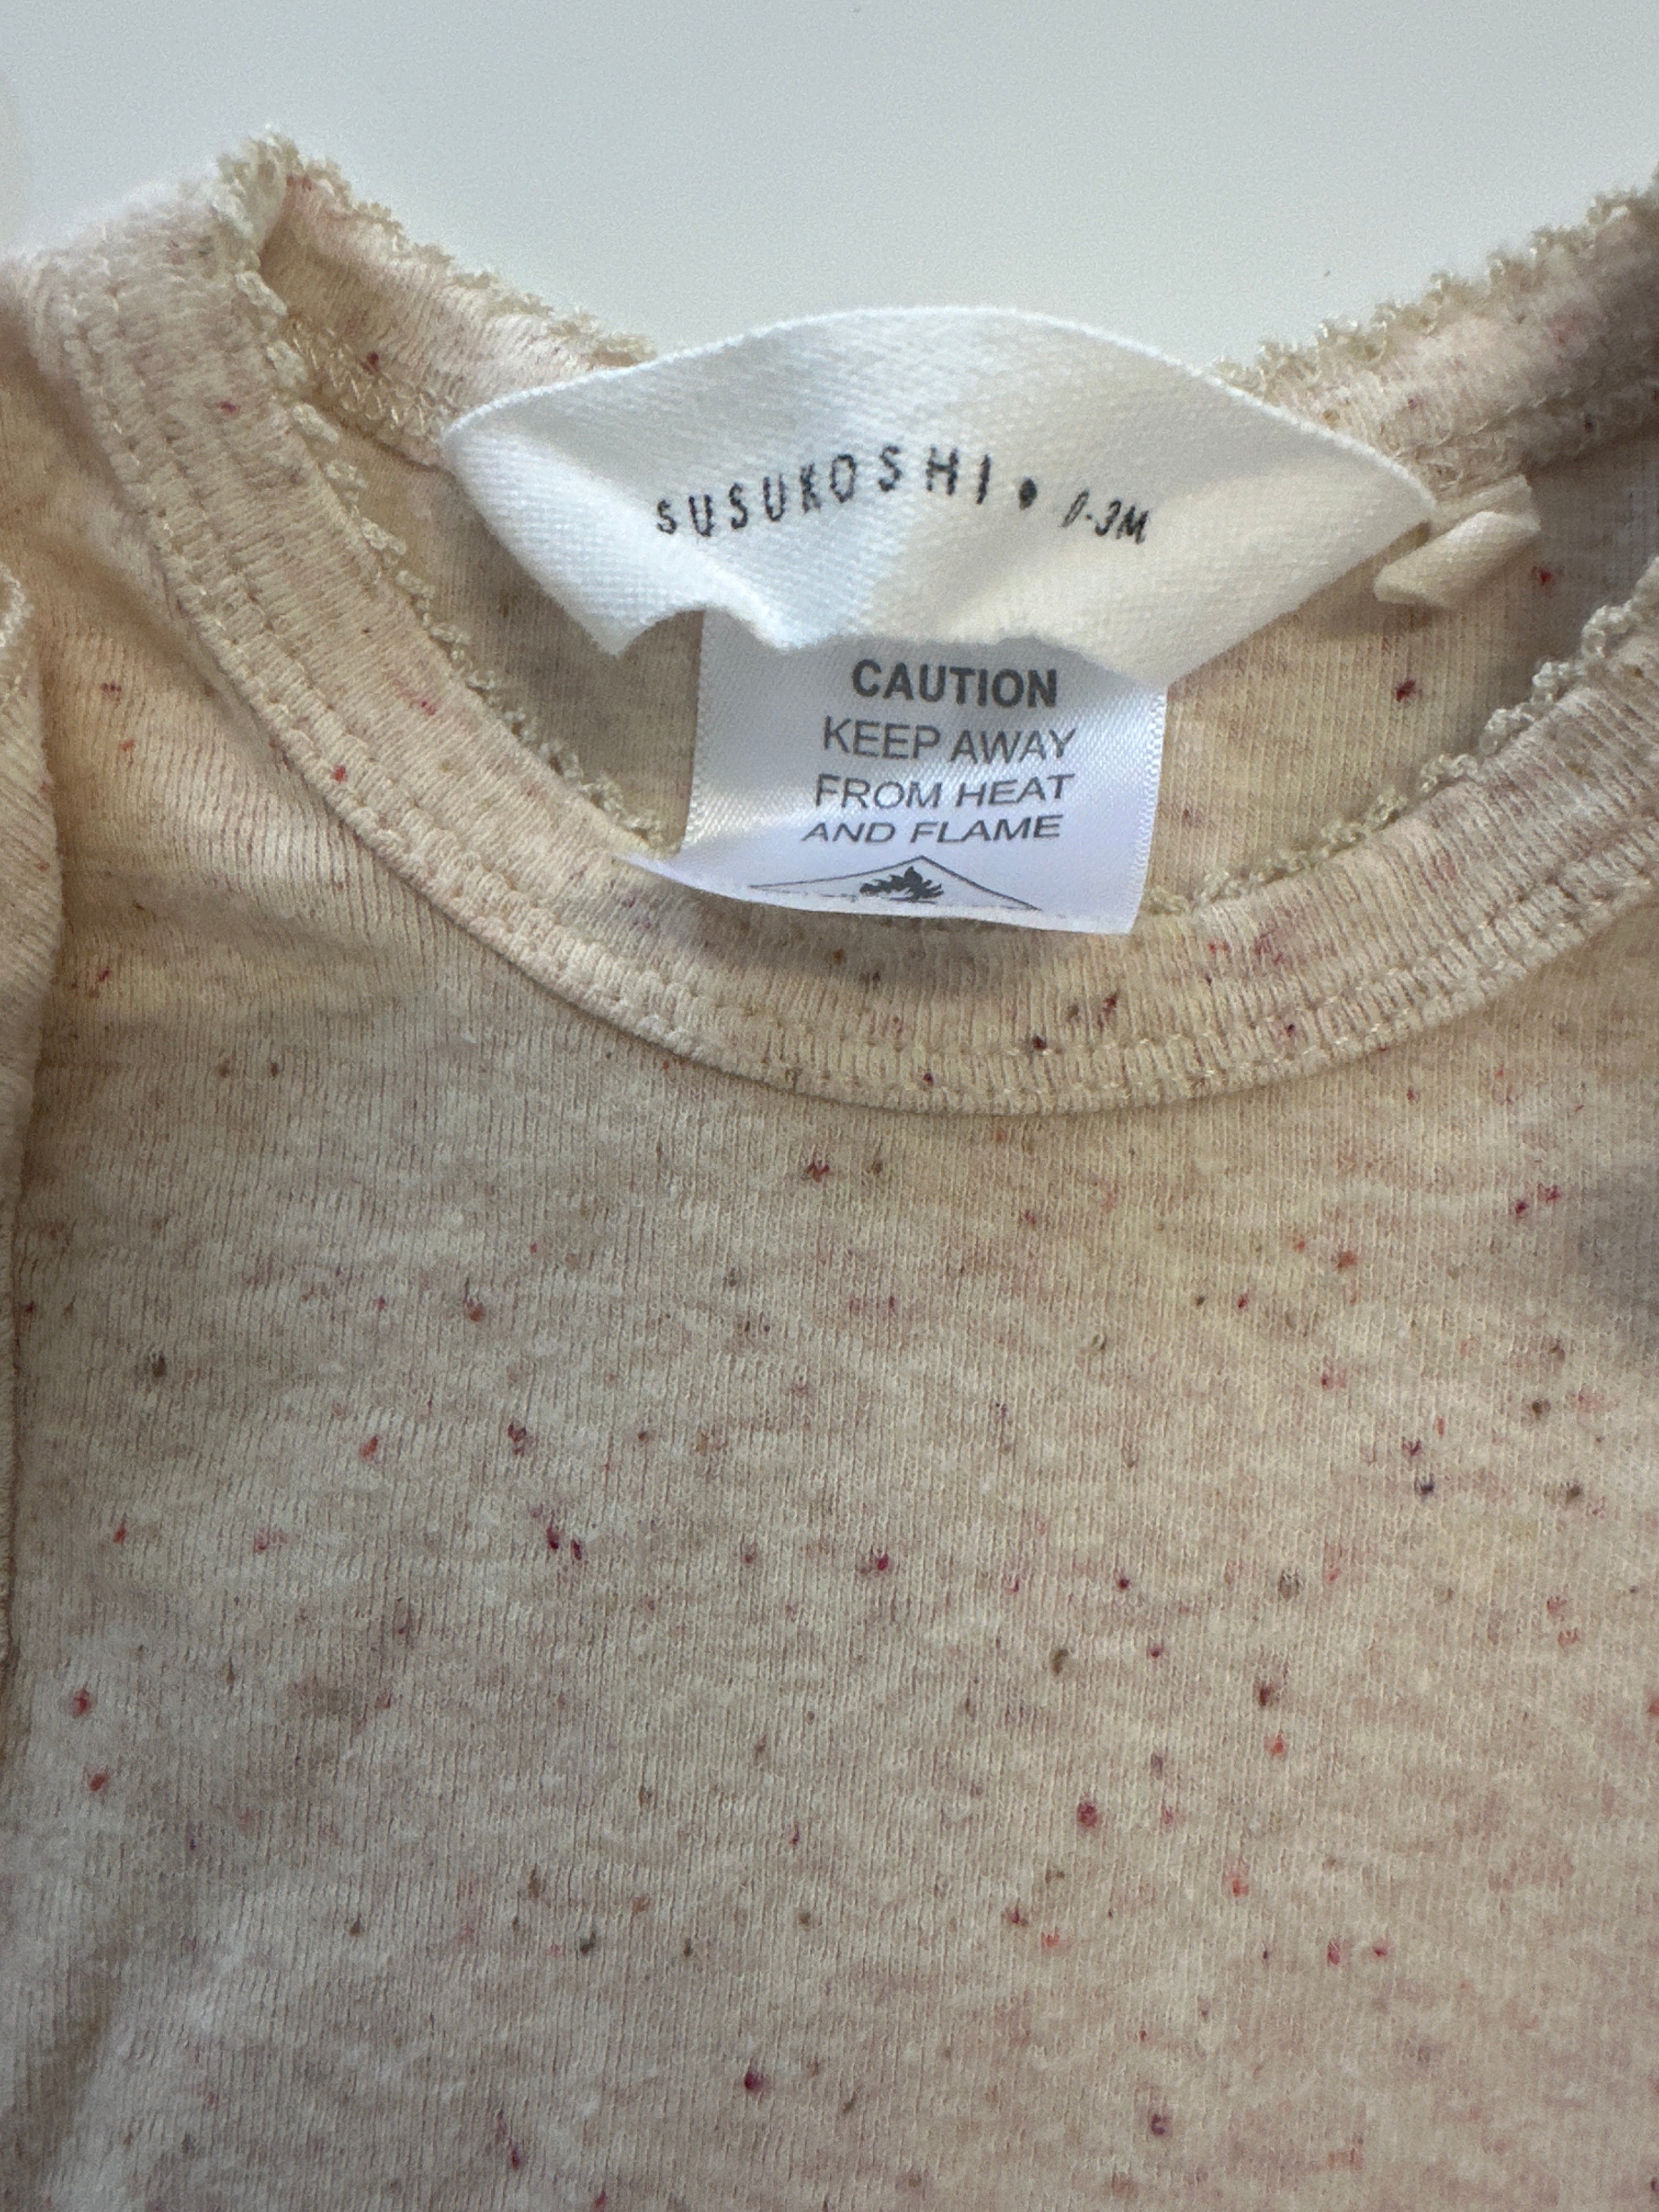 SUSUKOSHI • 0-3M
CAUTION
KEEP AWAY
FROM HEAT
AND FLAME